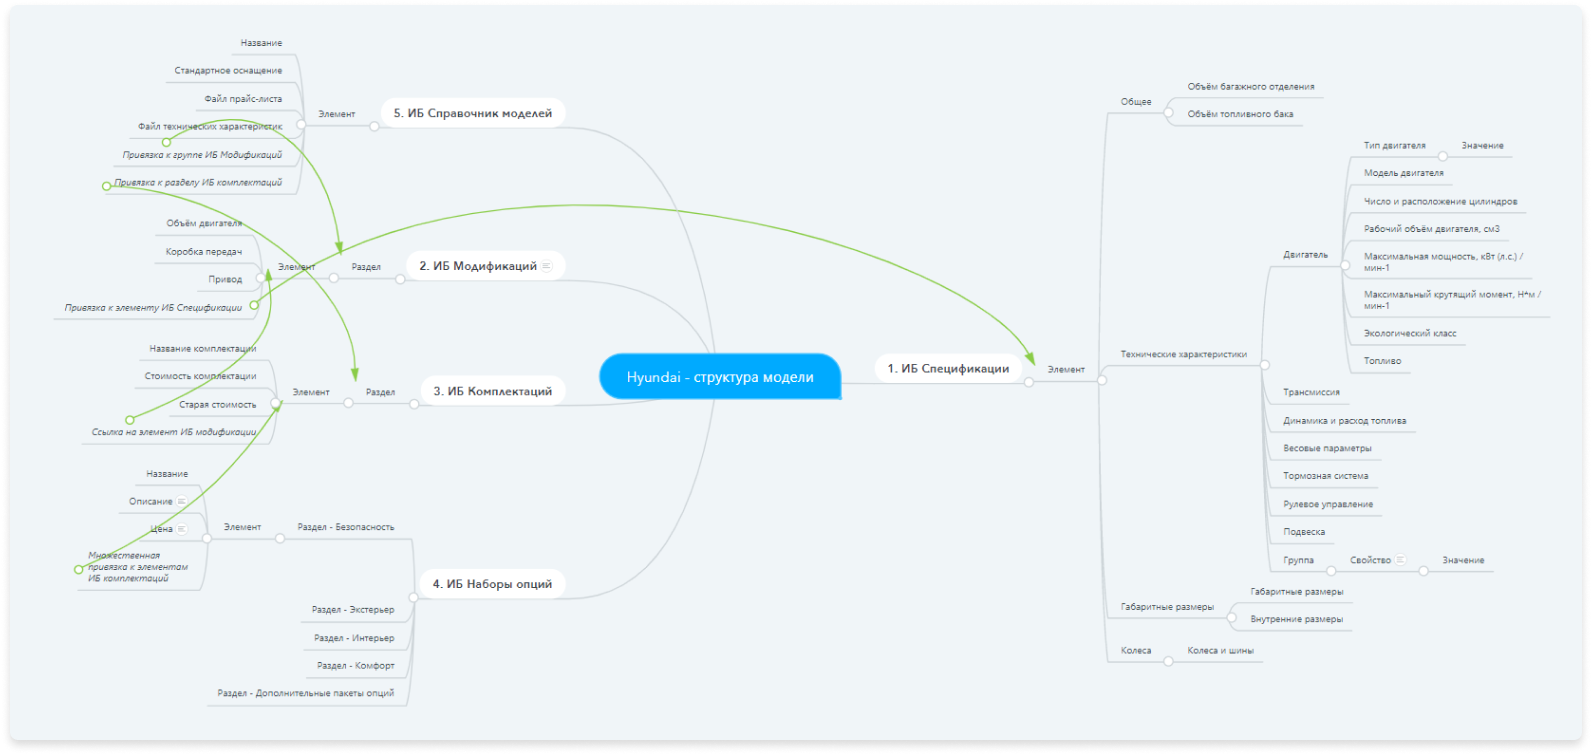 Hyundai - структура модели
1. ИБ Спецификации
Элемент
Общее
Объём багажного отделения
Объём топливного бака
Технические характеристики
Двигатель
Тип двигателя
Значение
Модель двигателя
Число и расположение цилиндров
Рабочий объём двигателя, см3
Максимальная мощность, кВт (л.с.) /
мин-1
Максимальный крутящий момент, Н*м /
мин-1
Экологический класс
Топливо
Трансмиссия
Динамика и расход топлива
Весовые параметры
Тормозная система
Рулевое управление
Подвеска
Группа
Свойство
Значение
Габаритные размеры
Габаритные размеры
Внутренние размеры
Колеса
Колеса и шины
5. ИБ Справочник моделей
Элемент
Название
Стандартное оснащение
Файл прайс-листа
Файл технических характеристик
Привязка к группе ИБ Модификаций
Привязка к разделу ИБ комплектаций
2. ИБ Модификаций
Раздел
Элемент
Объём двигателя
Коробка передач
Привод
Привязка к элементу ИБ Спецификации
3. ИБ Комплектаций
Раздел
Элемент
Название комплектации
Стоимость комплектации
Старая стоимость
Ссылка на элемент ИБ модификации
4. ИБ Наборы опций
Раздел - Безопасность
Элемент
Название
Описание
Цена
Множественная
привязка к элементам
ИБ комплектаций
Раздел - Экстерьер
Раздел - Интерьер
Раздел - Комфорт
Раздел - Дополнительные пакеты опций